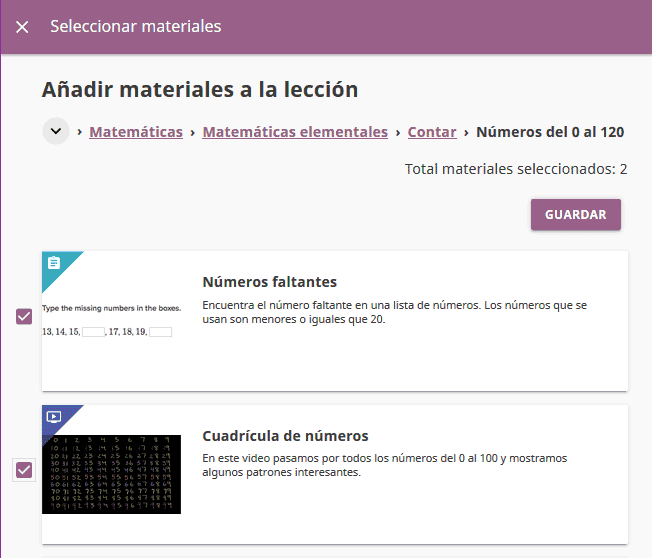 Seleccionar materiales
Añadir materiales a la lección
› Matemáticas › Matemáticas elementales › Contar › Números del 0 al 120
Total materiales seleccionados: 2
GUARDAR
Números faltantes
Encuentra el número faltante en una lista de números. Los números que se
usan son menores o iguales que 20.
Type the missing numbers in the boxes.
13, 14, 15, , 17, 18, 19,
Cuadrícula de números
En este video pasamos por todos los números del 0 al 100 y mostramos
algunos patrones interesantes.